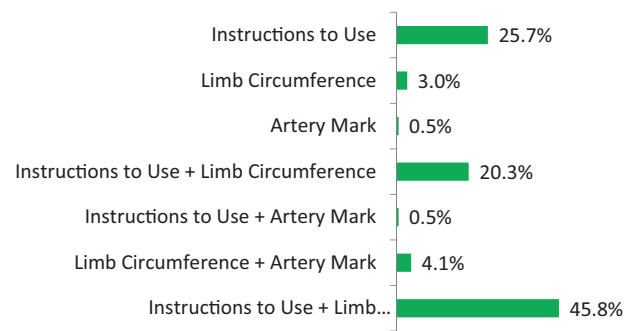 Instructions to Use 25.7%
Limb Circumference 3.0%
Artery Mark 0.5%
Instructions to Use + Limb Circumference 20.3%
Instructions to Use + Artery Mark 0.5%
Limb Circumference + Artery Mark 4.1%
Instructions to Use + Limb... 45.8%